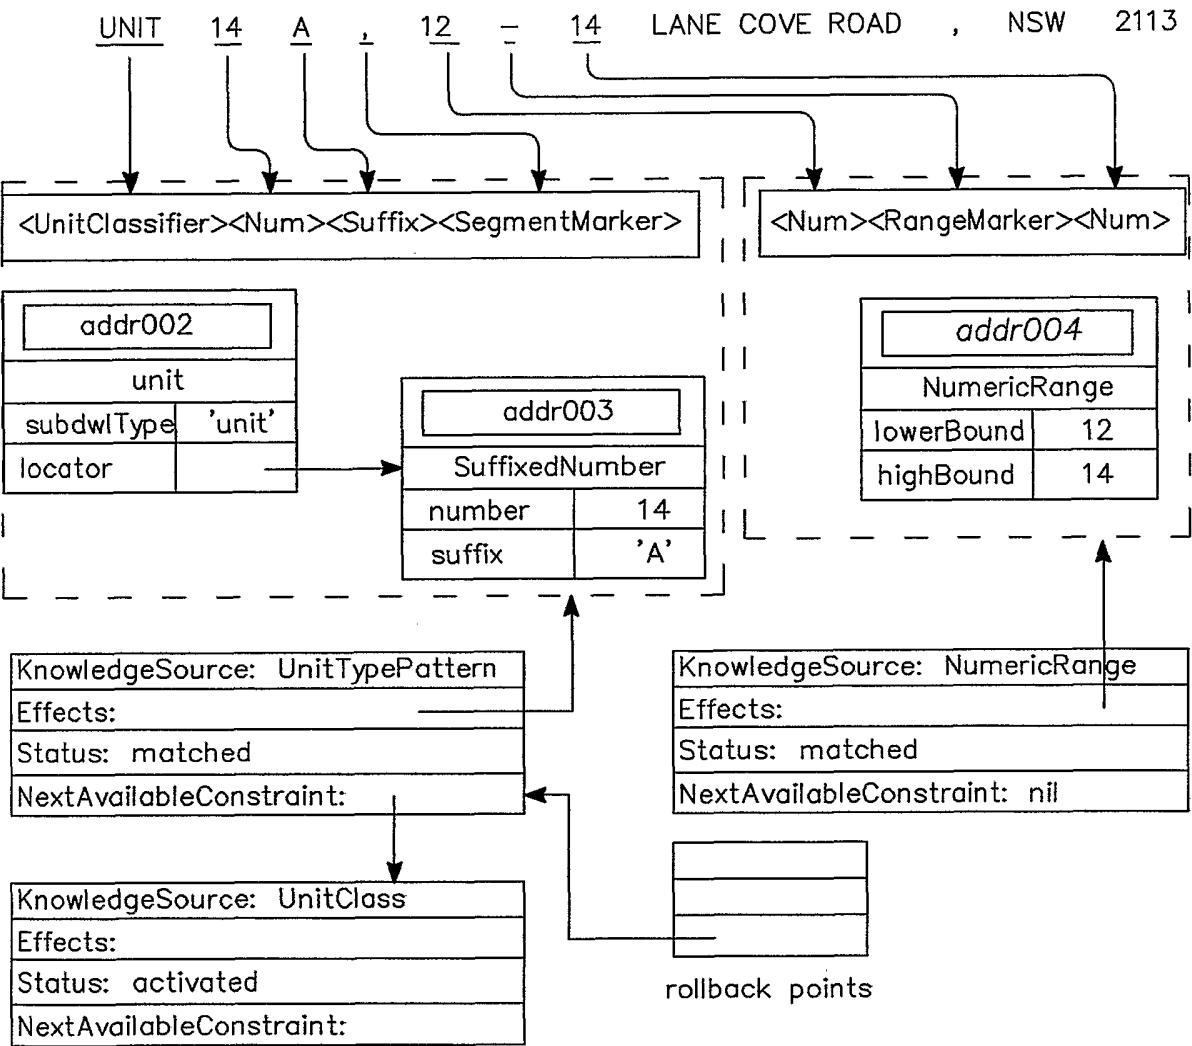 UNIT 14 A , 12 – 14 LANE COVE ROAD , NSW 2113
<UnitClassifier><Num><Suffix><SegmentMarker>
<Num><RangeMarker><Num>
addr002
unit
subdwlType 'unit'
locator
addr003
SuffixedNumber
number 14
suffix 'A'
addr004
NumericRange
lowerBound 12
highBound 14
KnowledgeSource: UnitTypePattern
Effects:
Status: matched
NextAvailableConstraint:
KnowledgeSource: NumericRange
Effects:
Status: matched
NextAvailableConstraint: nil
KnowledgeSource: UnitClass
Effects:
Status: activated
NextAvailableConstraint:
rollback points